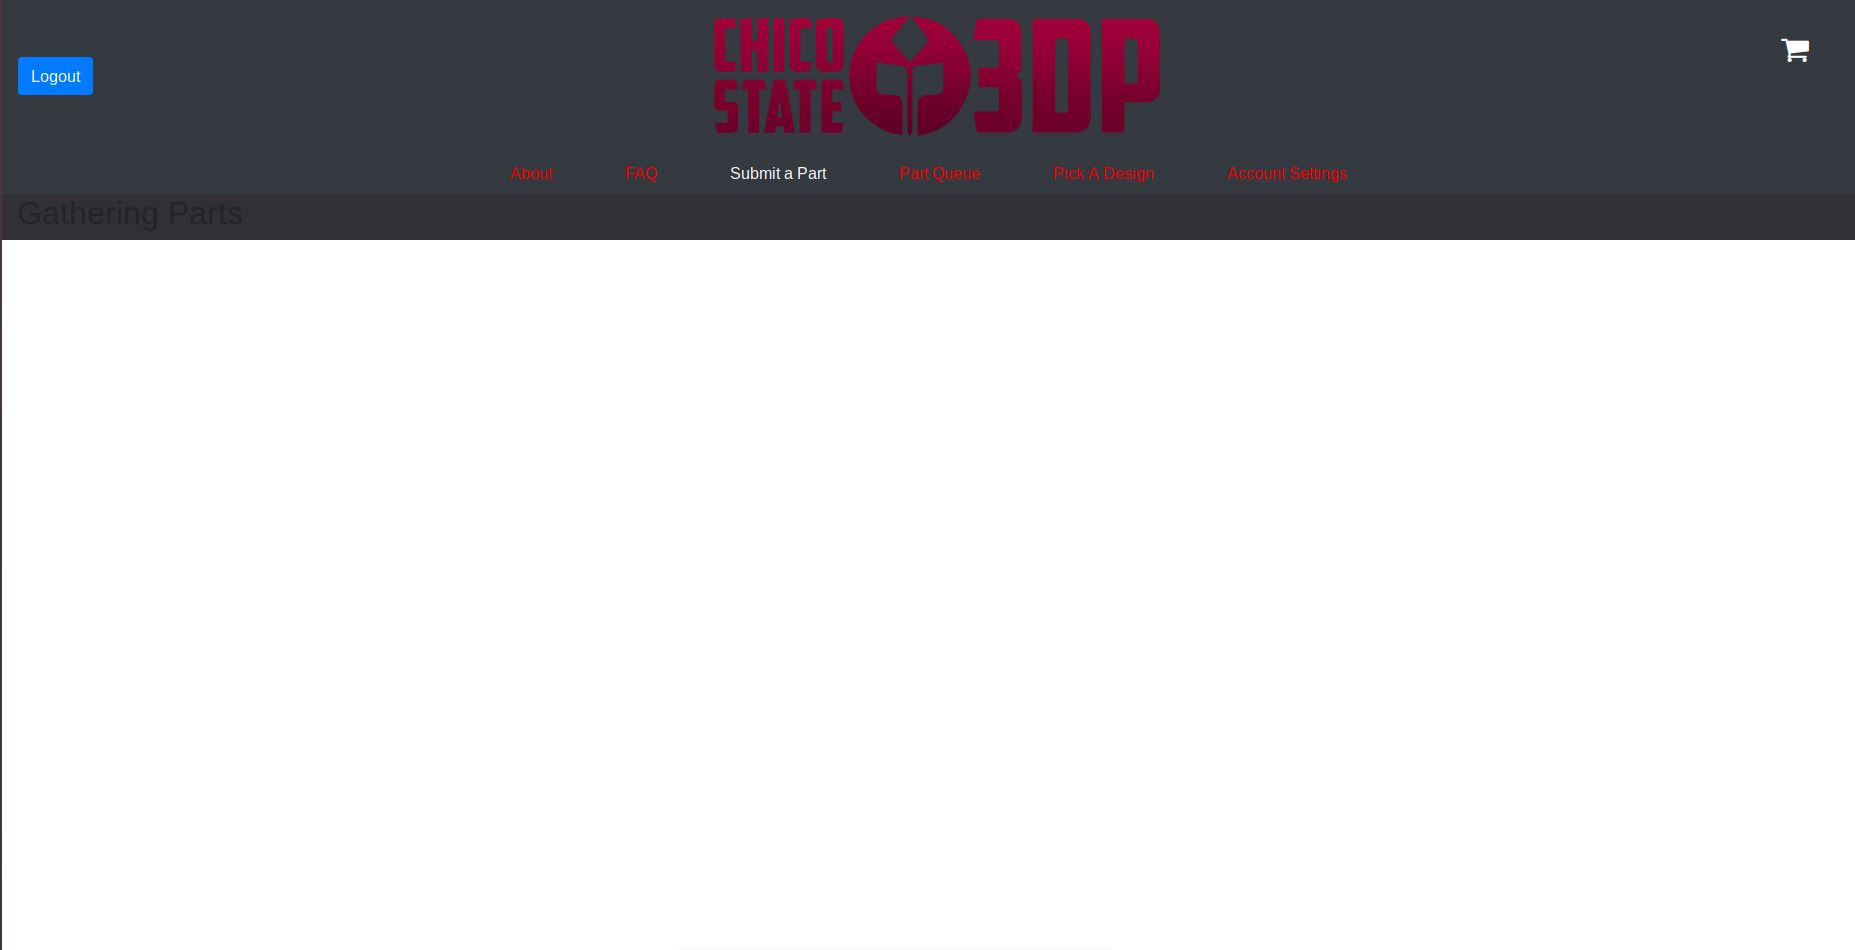 Logout
CHICO
STATE
3DP
About FAQ Submit a Part Part Queue Pick A Design Account Settings
Gathering Parts